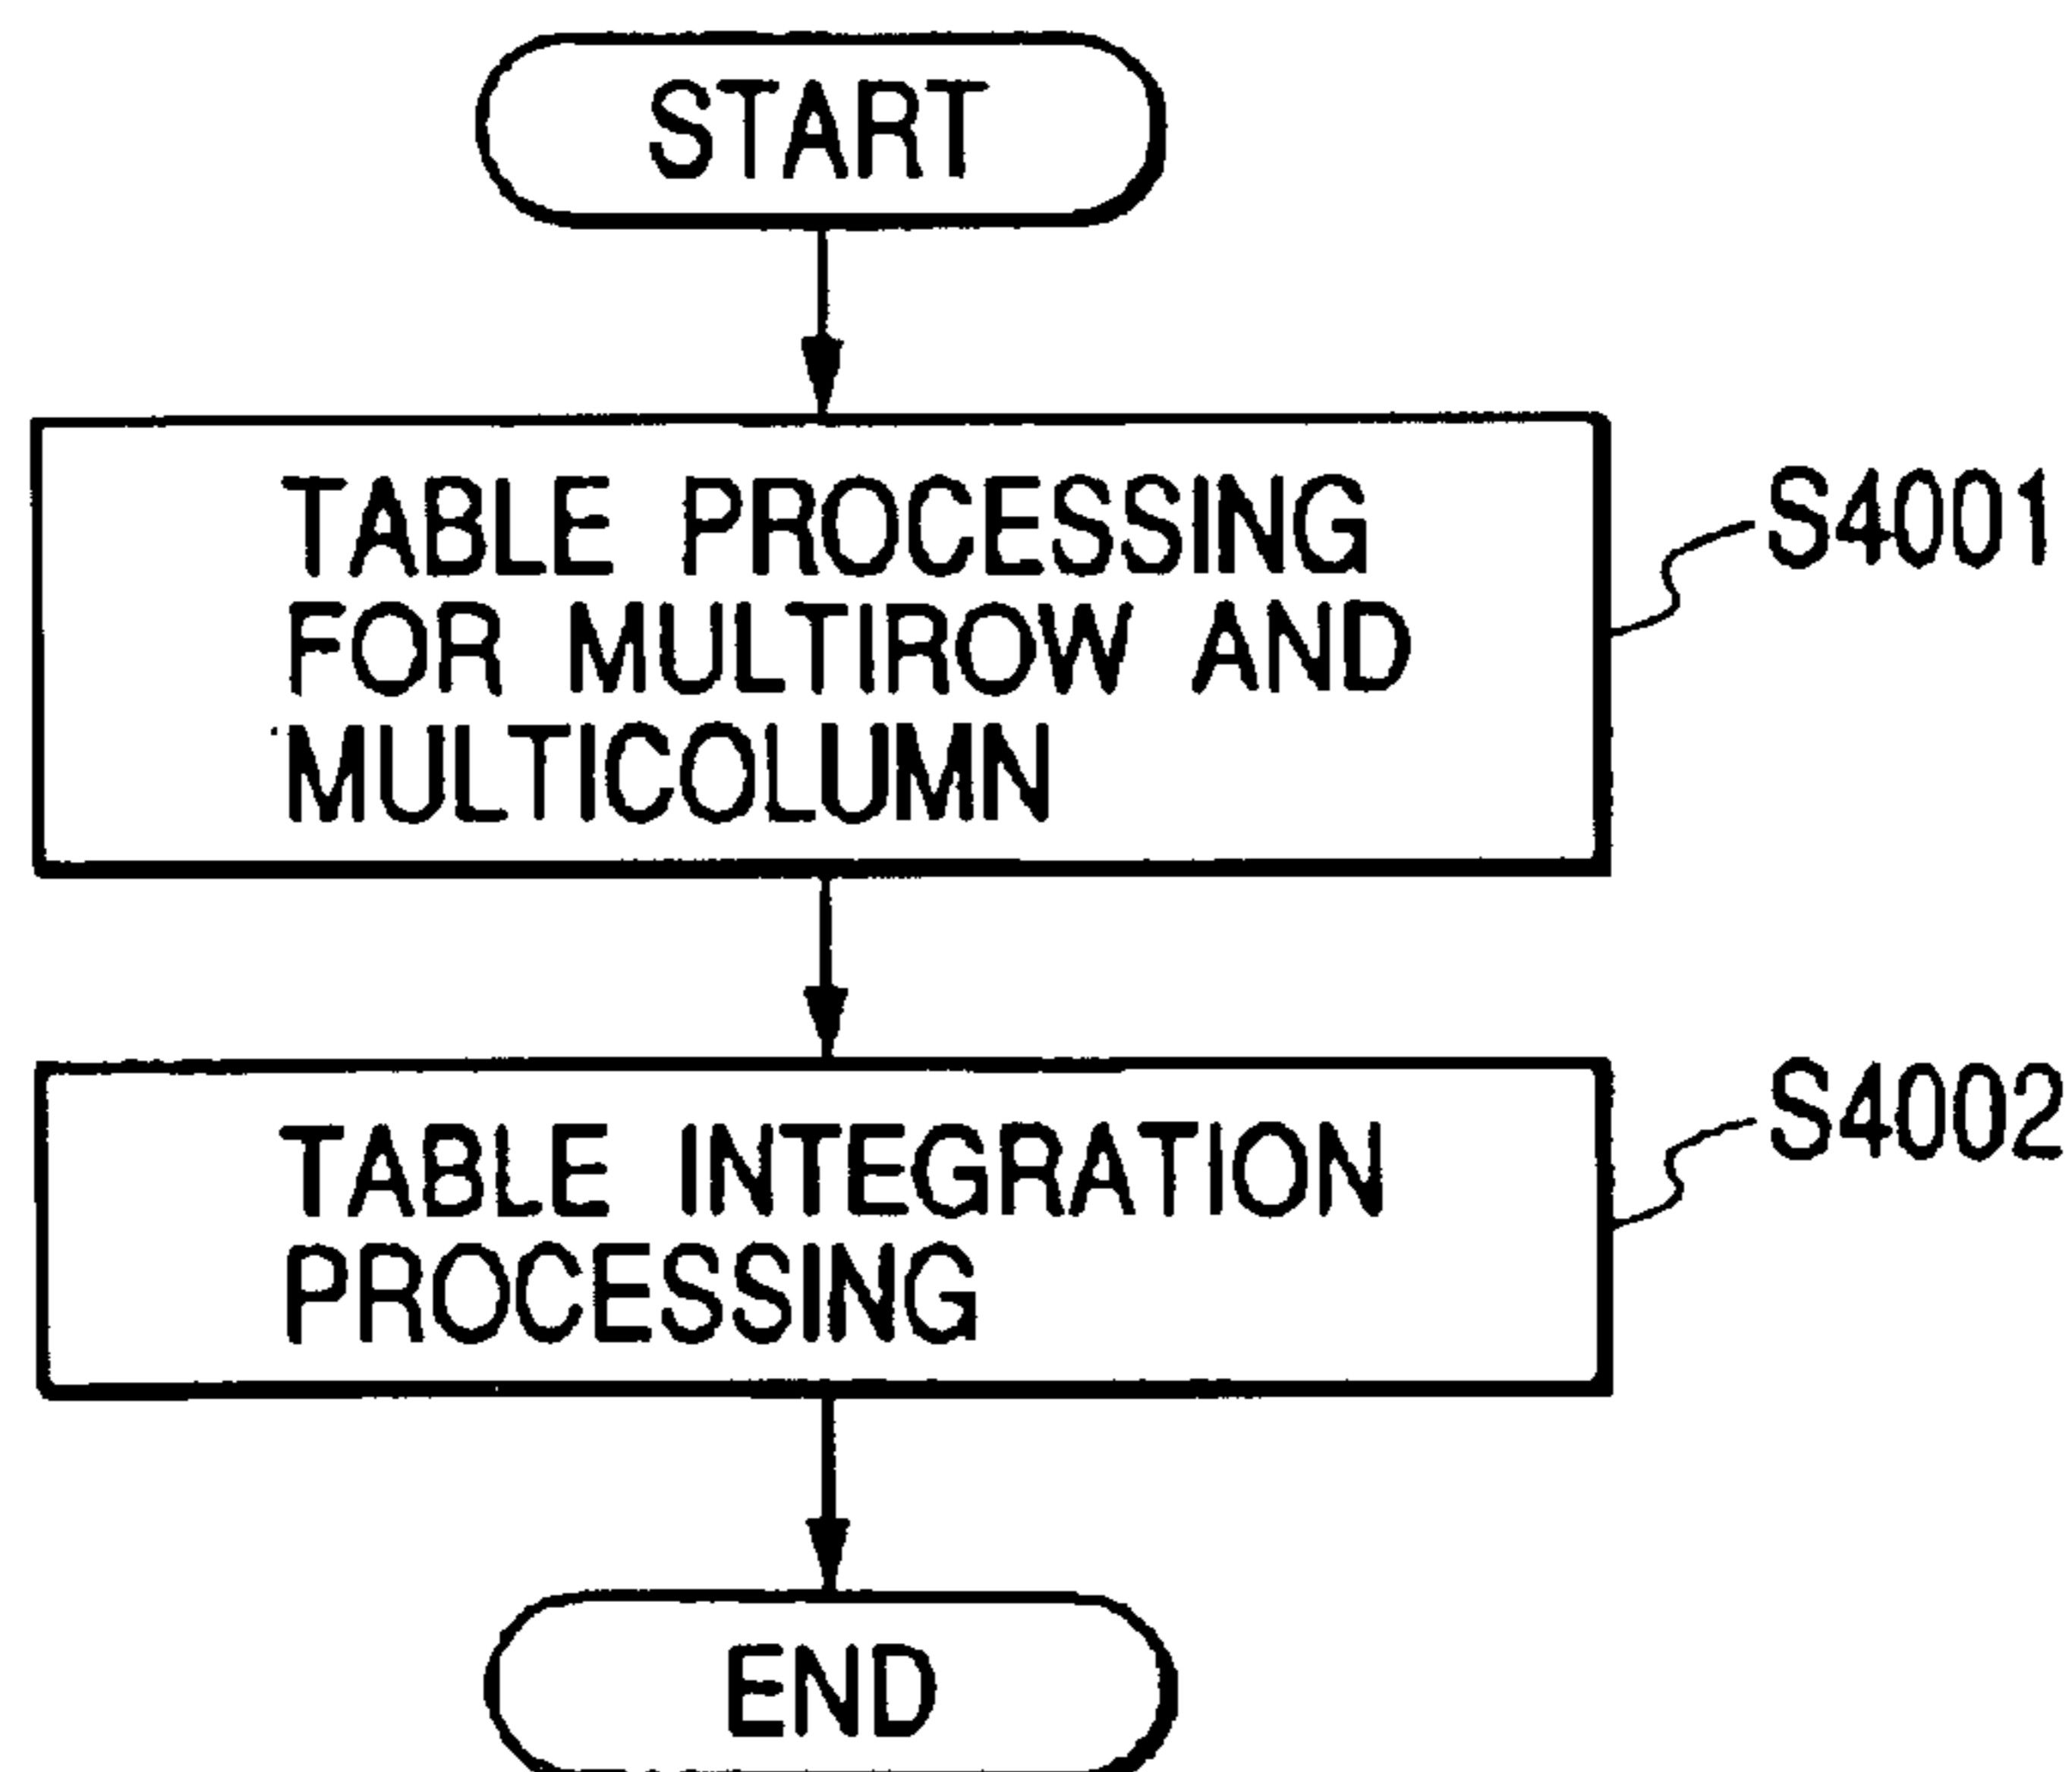 START
TABLE PROCESSING
FOR MULTIROW AND
MULTICOLUMN
S4001
TABLE INTEGRATION
PROCESSING
S4002
END